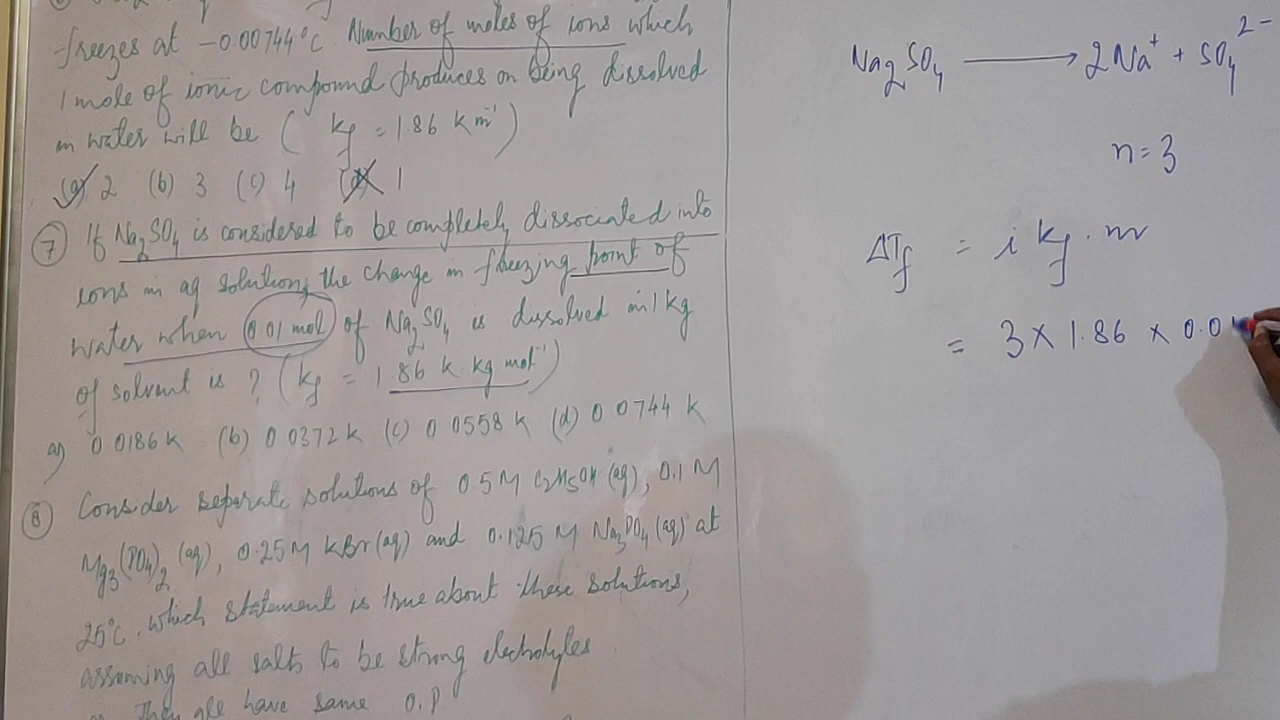 freezes at -0.00744°C. Number of moles of ions which
1 mole of ionic compound produces on being dissolved
in water will be ( kf = 1.86 K m⁻¹)
(a) 2 (b) 3 (c) 4 (d) 1
7 If Na₂SO₄ is considered to be completely dissociated into
ions in aq solution, the change in freezing point of
water when 0.01 mol of Na₂SO₄ is dissolved in 1 kg
of solvent is ? (kf = 1.86 k.kg mol⁻¹)
a) 0.0186 k (b) 0.0372 k (c) 0.0558 k (d) 0.0744 k
8 Consider separate solutions of 0.5 M C₂H₅OH (aq), 0.1 M
Mg₃(PO₄)₂ (aq), 0.25 M KBr (aq) and 0.125 M Na₃PO₄ (aq) at
25°C. which statement is true about these solutions,
assuming all salts to be strong electrolytes
They all have same O.P
Na₂SO₄ → 2Na⁺ + SO₄²⁻
n = 3
ΔTf = i kf . m
= 3 × 1.86 × 0.0